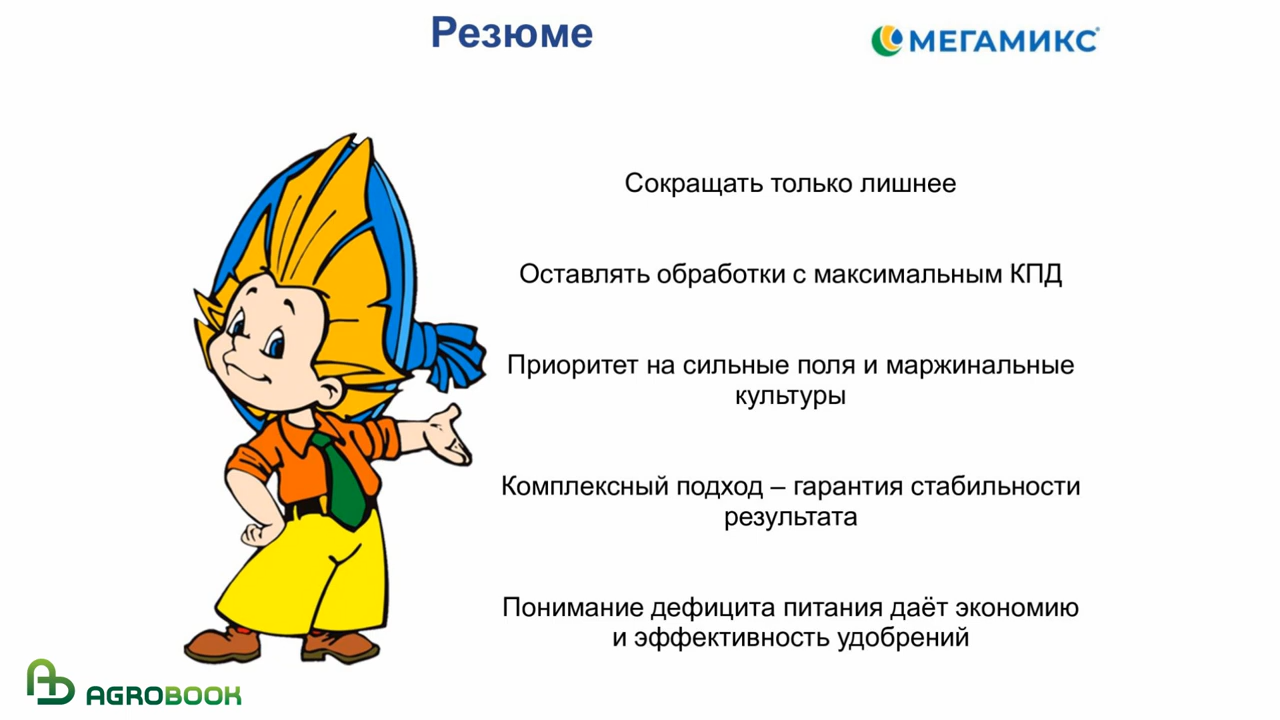 Резюме
МЕГАМИКС
Сокращать только лишнее
Оставлять обработки с максимальным КПД
Приоритет на сильные поля и маржинальные
культуры
Комплексный подход – гарантия стабильности
результата
Понимание дефицита питания даёт экономию
и эффективность удобрений
AGROBOOK